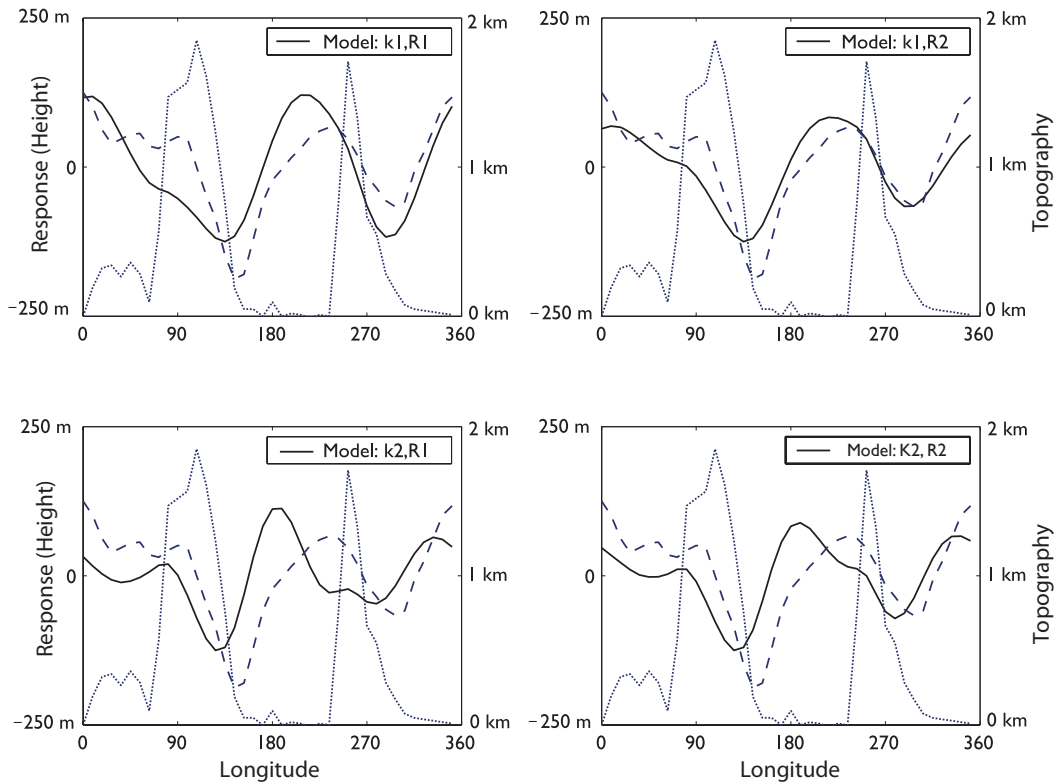 250 m
2 km
Model: k1,R1
Response (Height)
0
1 km
−250 m
0 km
0 90 180 270 360
250 m
2 km
Model: k1,R2
0
1 km
Topography
−250 m
0 km
0 90 180 270 360
250 m
2 km
Model: k2,R1
Response (Height)
0
1 km
−250 m
0 km
0 90 180 270 360
Longitude
250 m
2 km
Model: K2, R2
0
1 km
Topography
−250 m
0 km
0 90 180 270 360
Longitude